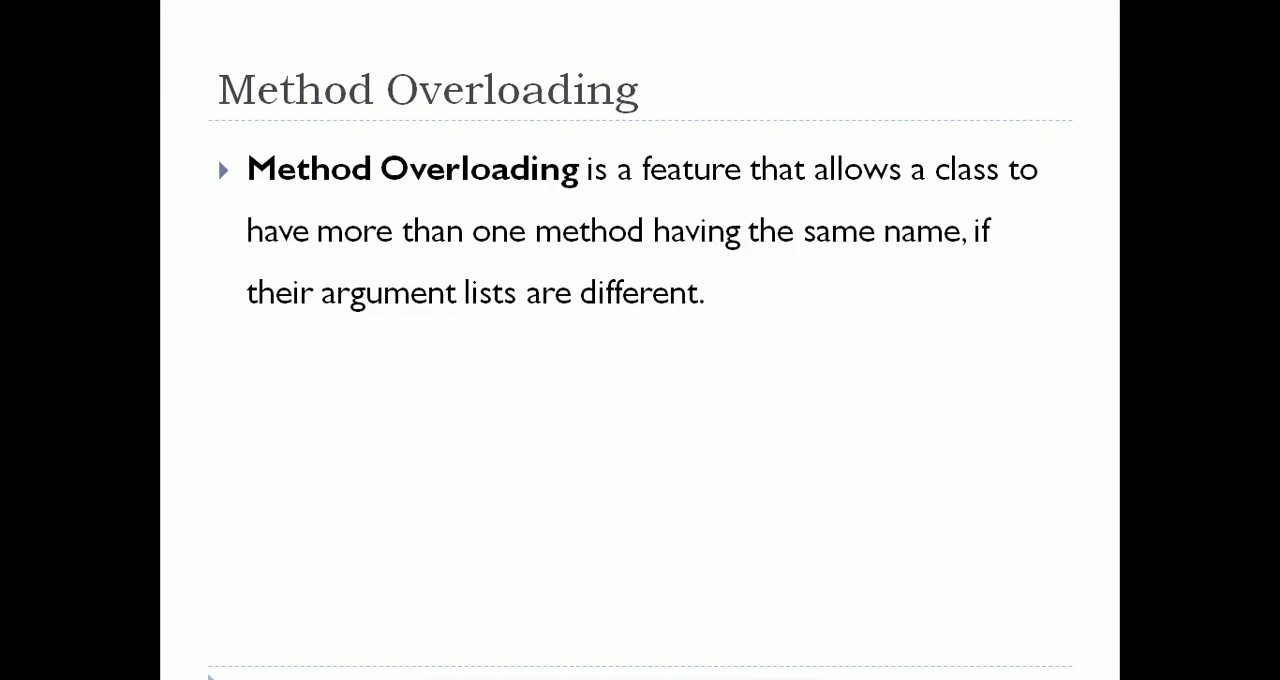 Method Overloading
Method Overloading is a feature that allows a class to
have more than one method having the same name, if
their argument lists are different.